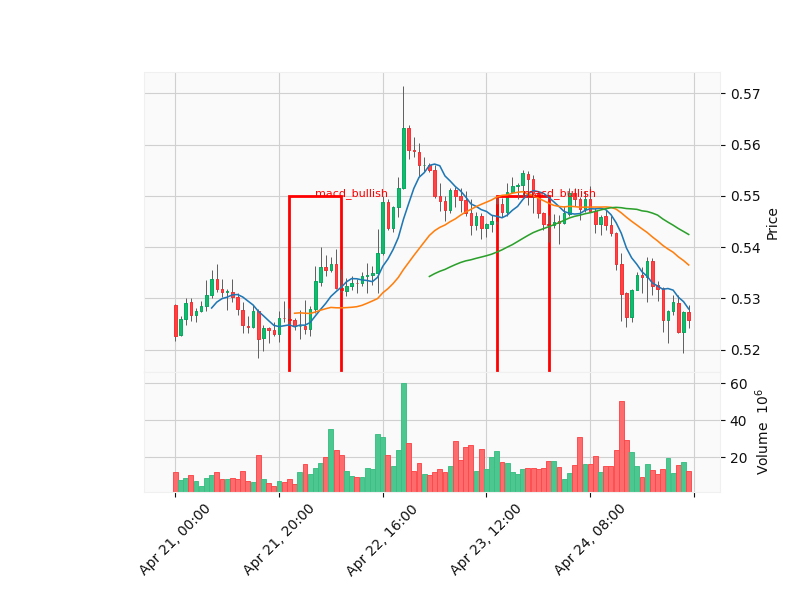 0.57
0.56
macd_bullish macd_bullish
0.55
0.54
0.53
0.52
Price
60
40
20
Volume 10^6
Apr 21, 00:00
Apr 21, 20:00
Apr 22, 16:00
Apr 23, 12:00
Apr 24, 08:00